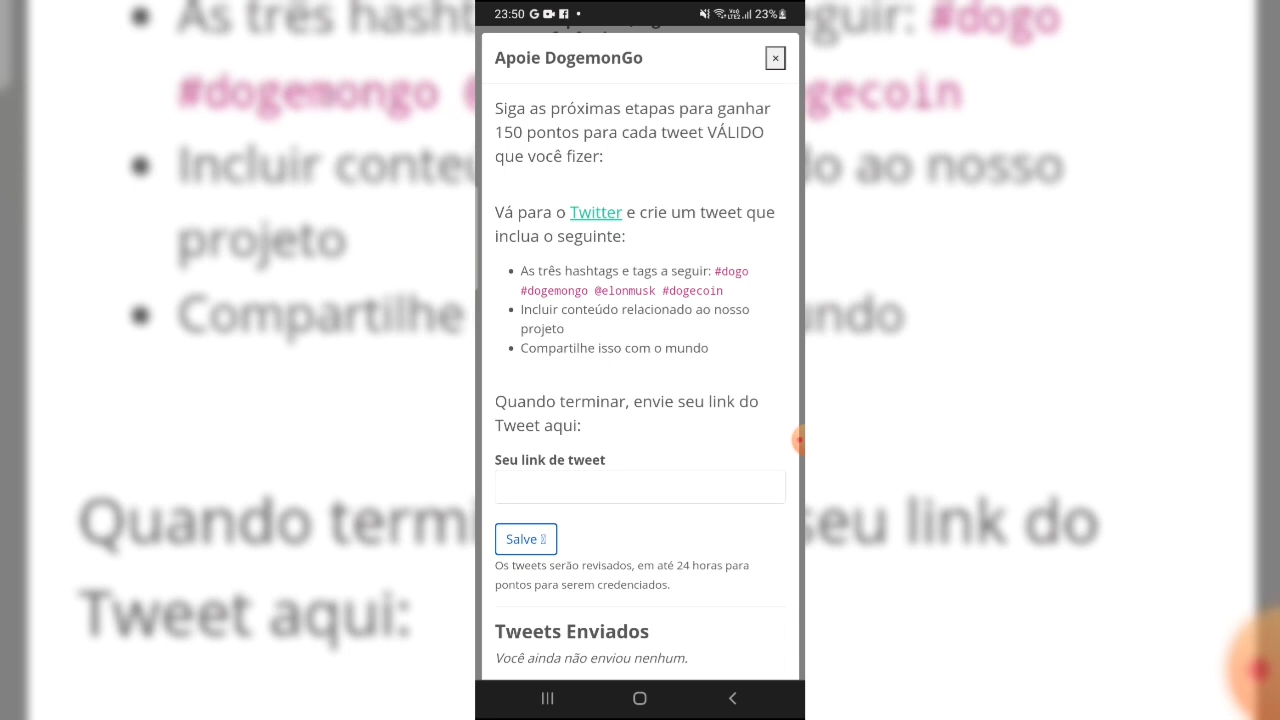 23:50
23%
Apoie DogemonGo
×
Siga as próximas etapas para ganhar
150 pontos para cada tweet VÁLIDO
que você fizer:
Vá para o Twitter e crie um tweet que
inclua o seguinte:
As três hashtags e tags a seguir: #dogo
#dogemongo @elonmusk #dogecoin
Incluir conteúdo relacionado ao nosso
projeto
Compartilhe isso com o mundo
Quando terminar, envie seu link do
Tweet aqui:
Seu link de tweet
Salve
Os tweets serão revisados, em até 24 horas para
pontos para serem credenciados.
Tweets Enviados
Você ainda não enviou nenhum.